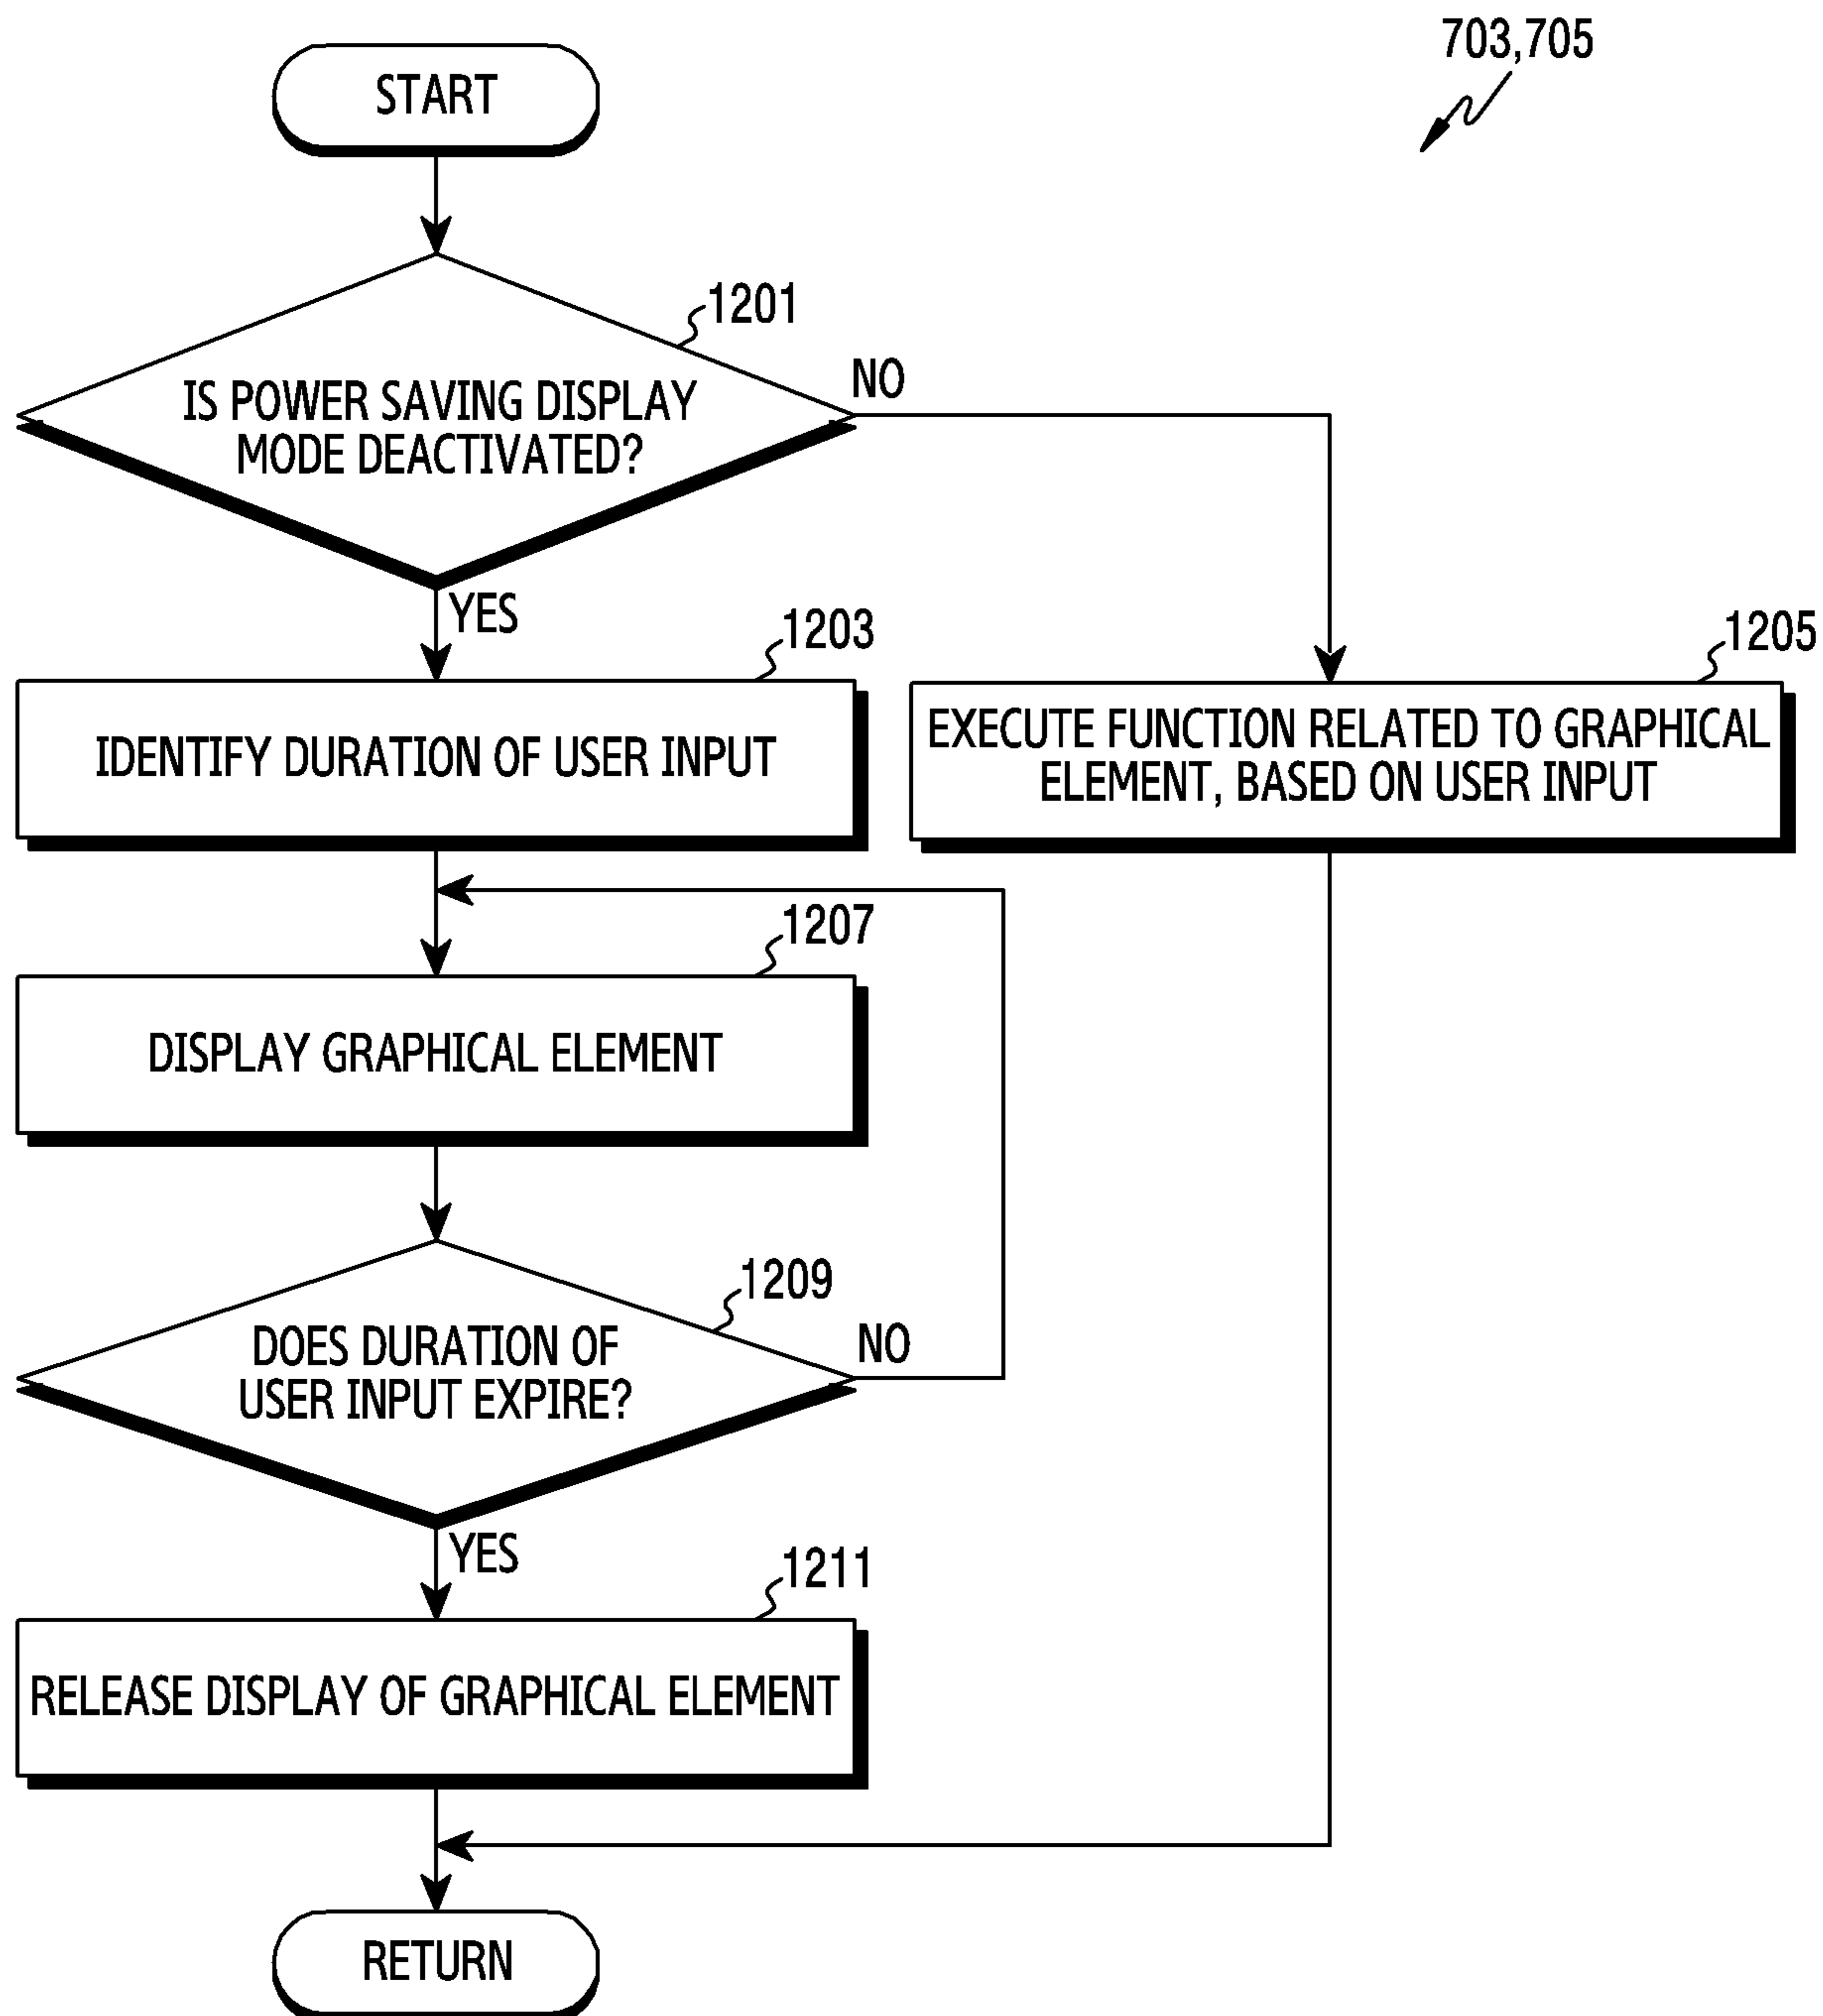 703,705
START
1201
IS POWER SAVING DISPLAY
MODE DEACTIVATED?
NO
YES
1203
IDENTIFY DURATION OF USER INPUT
1205
EXECUTE FUNCTION RELATED TO GRAPHICAL
ELEMENT, BASED ON USER INPUT
1207
DISPLAY GRAPHICAL ELEMENT
1209
DOES DURATION OF
USER INPUT EXPIRE?
NO
YES
1211
RELEASE DISPLAY OF GRAPHICAL ELEMENT
RETURN